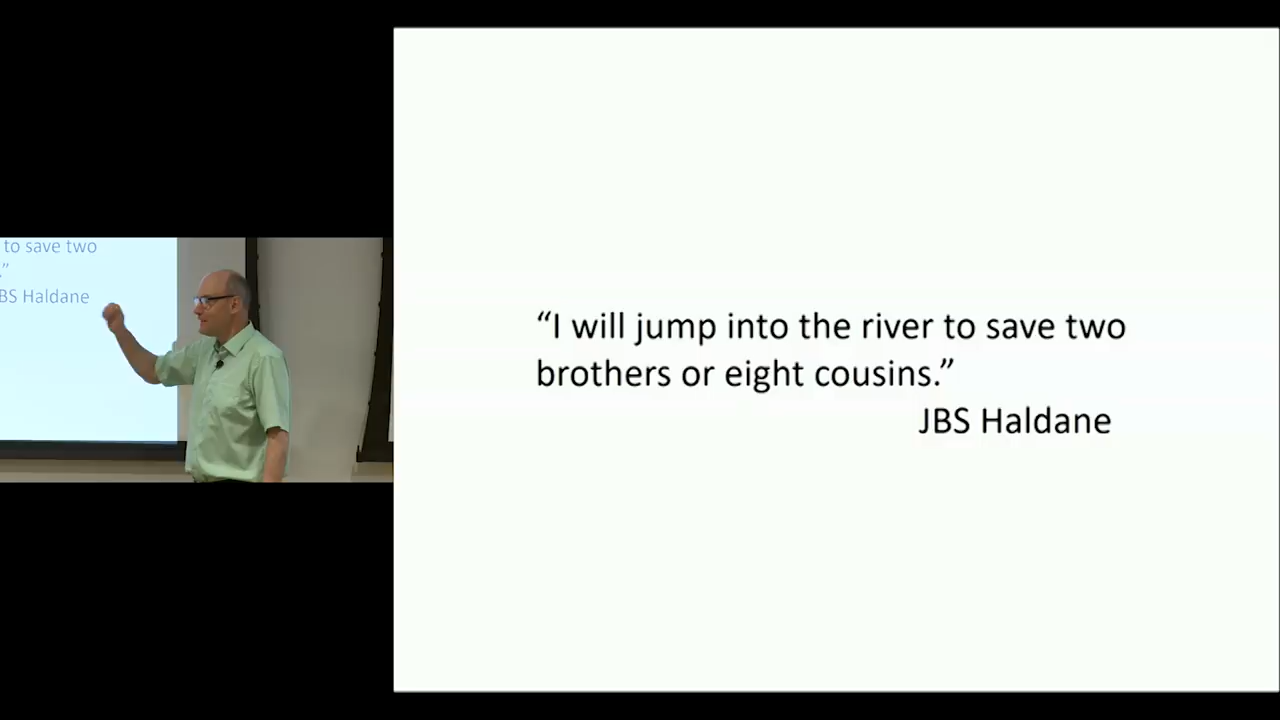 to save two
.”
BS Haldane
“I will jump into the river to save two
brothers or eight cousins.”
JBS Haldane